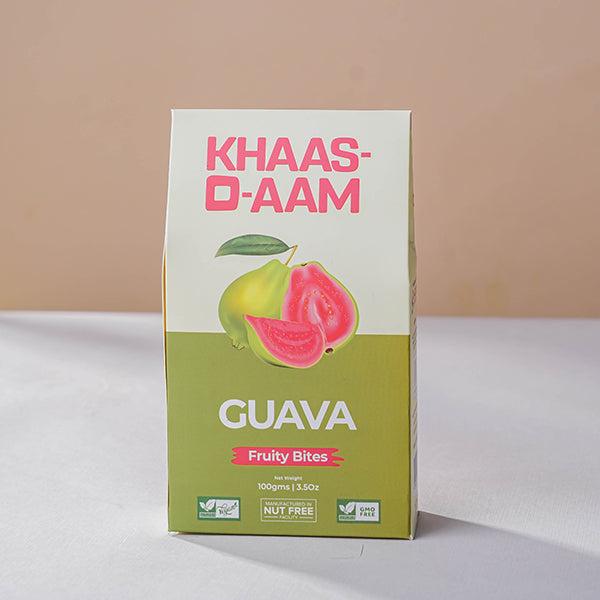 KHAAS-
O-AAM
GUAVA
Fruity Bites
Net Weight
100gms | 3.5Oz
MANUFACTURED IN
NUT FREE
FACILITY
GMO
FREE